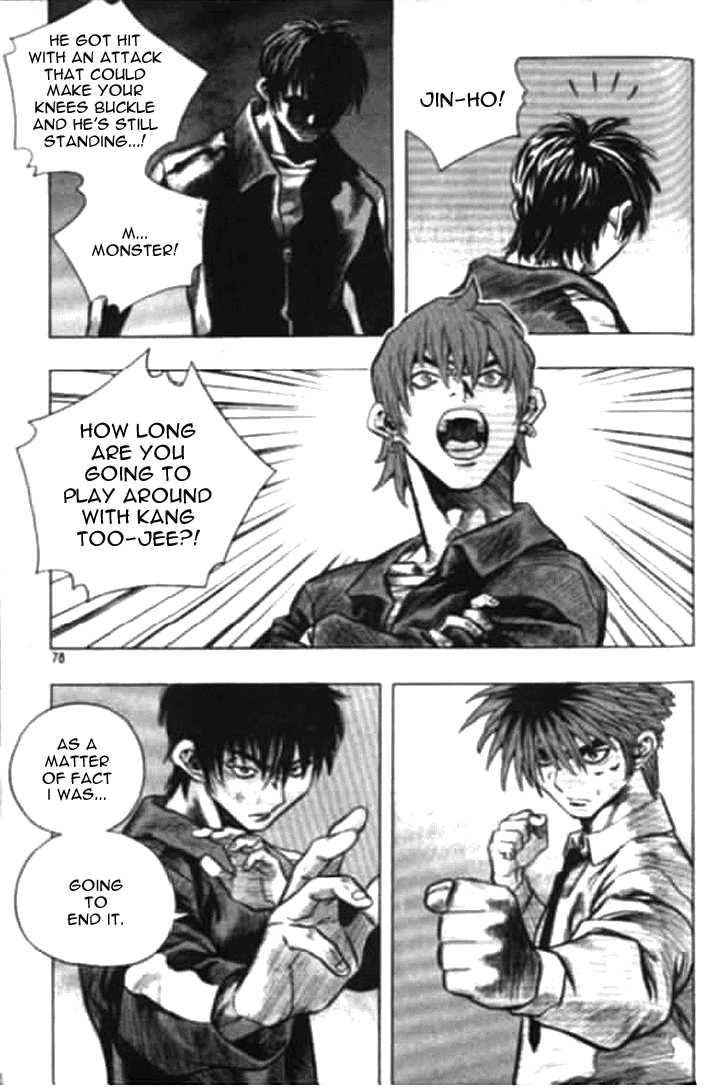 HE GOT HIT
WITH AN ATTACK
THAT COULD
MAKE YOUR
KNEES BUCKLE
AND HE'S STILL
STANDING...!
M...
MONSTER!
JIN-HO!
HOW LONG
ARE YOU
GOING TO
PLAY AROUND
WITH KANG
TOO-JEE?!
78
AS A
MATTER
OF FACT
I WAS...
GOING
TO
END IT.